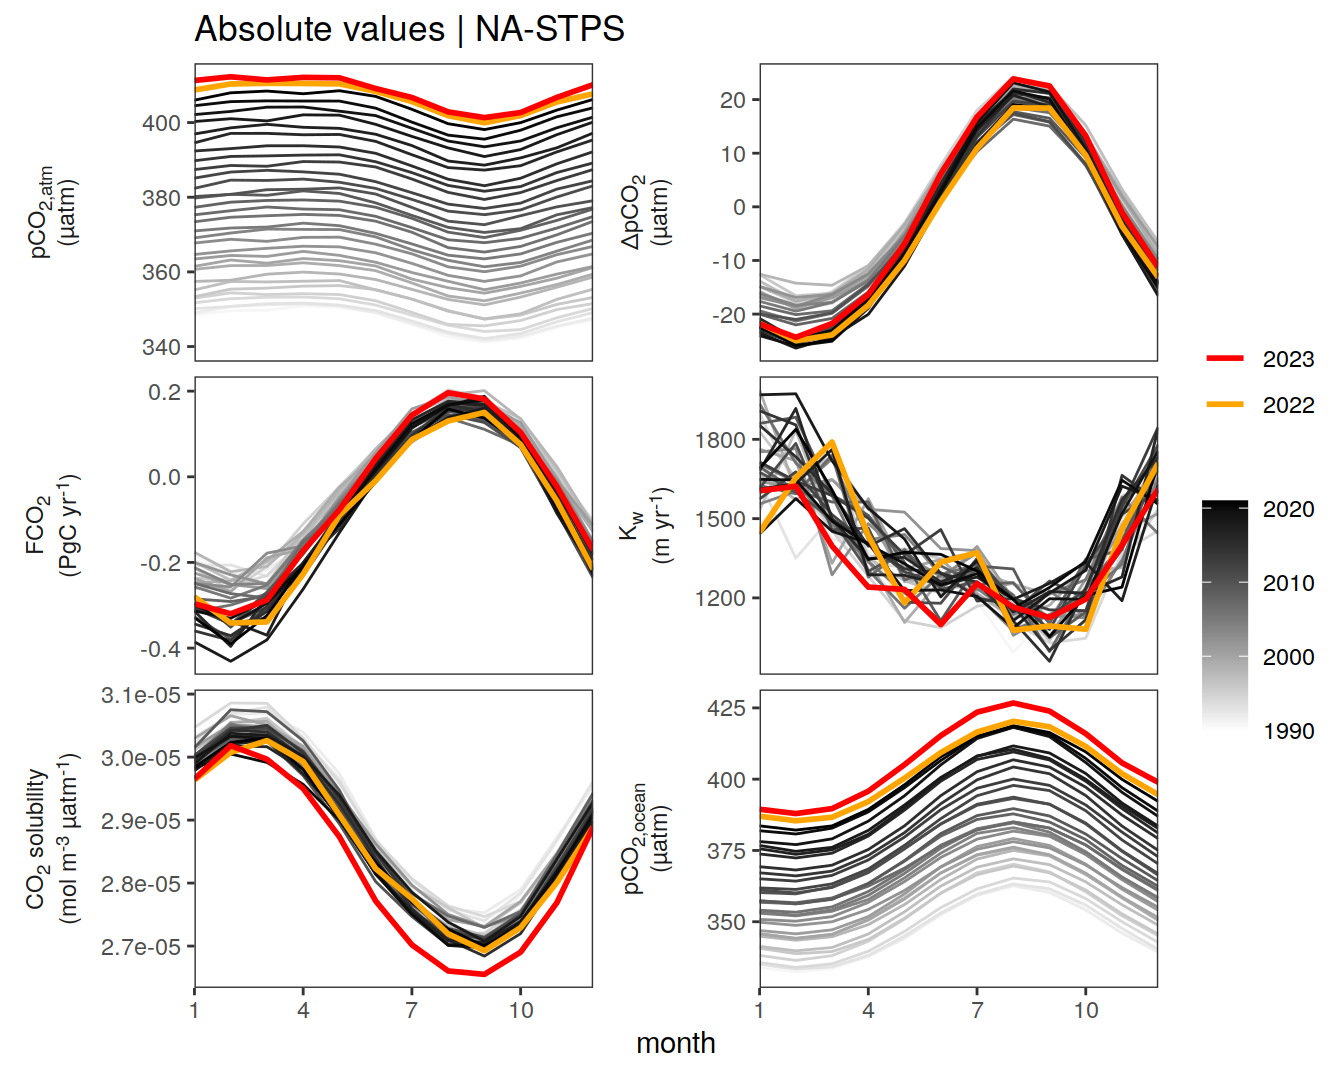 Absolute values | NA-STPS
pCO2,atm
(µatm)
400
380
360
340
ΔpCO2
(µatm)
20
10
0
-10
-20
FCO2
(PgC yr-1)
0.2
0.0
-0.2
-0.4
Kw
(m yr-1)
1800
1500
1200
CO2 solubility
(mol m-3 µatm-1)
3.1e-05
3.0e-05
2.9e-05
2.8e-05
2.7e-05
1 4 7 10
pCO2,ocean
(µatm)
425
400
375
350
1 4 7 10
month
2023
2022
2020
2010
2000
1990